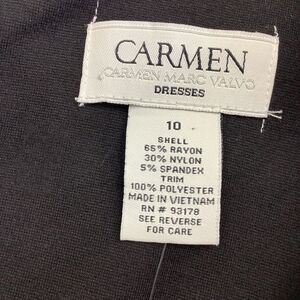 CARMEN
CARMEN MARC VALVO
DRESSES
10
SHELL
65% RAYON
30% NYLON
5% SPANDEX
TRIM
100% POLYESTER
MADE IN VIETNAM
RN # 93178
SEE REVERSE
FOR CARE